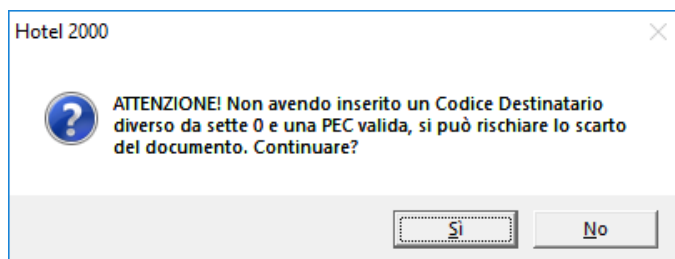 Hotel 2000
ATTENZIONE! Non avendo inserito un Codice Destinatario
diverso da sette 0 e una PEC valida, si può rischiare lo scarto
del documento. Continuare?
Sì
No